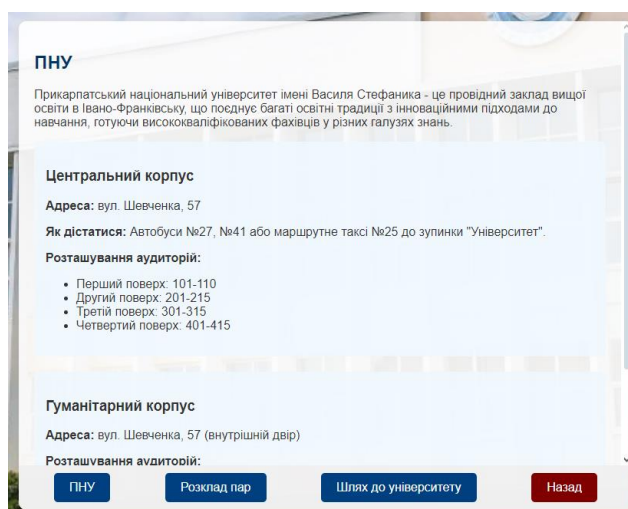 ПНУ
Прикарпатський національний університет імені Василя Стефаника - це провідний заклад вищої
освіти в Івано-Франківську, що поєднує багаті освітні традиції з інноваційними підходами до
навчання, готуючи висококваліфікованих фахівців у різних галузях знань.
Центральний корпус
Адреса: вул. Шевченка, 57
Як дістатися: Автобуси №27, №41 або маршрутне таксі №25 до зупинки "Університет".
Розташування аудиторій:
• Перший поверх: 101-110
• Другий поверх: 201-215
• Третій поверх: 301-315
• Четвертий поверх: 401-415
Гуманітарний корпус
Адреса: вул. Шевченка, 57 (внутрішній двір)
Розташування аудиторій:
ПНУ Розклад пар Шлях до університету Назад